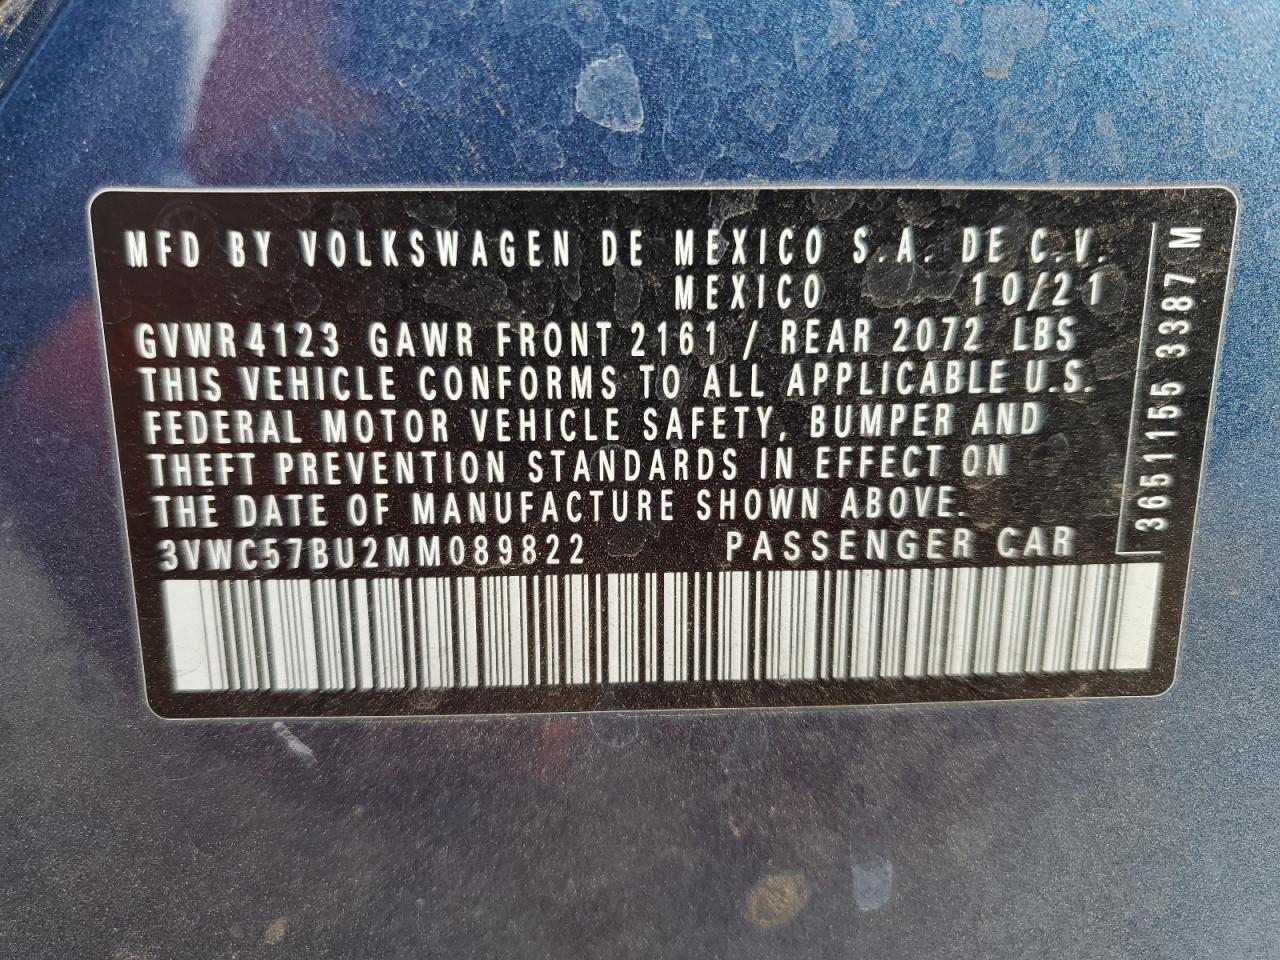 MFD BY VOLKSWAGEN DE MEXICO S.A. DE C.V.
MEXICO 10/21
GVWR 4123 GAWR FRONT 2161 / REAR 2072 LBS
THIS VEHICLE CONFORMS TO ALL APPLICABLE U.S.
FEDERAL MOTOR VEHICLE SAFETY, BUMPER AND
THEFT PREVENTION STANDARDS IN EFFECT ON
THE DATE OF MANUFACTURE SHOWN ABOVE.
3VWC57BU2MM089822 PASSENGER CAR
3651155 3387 M